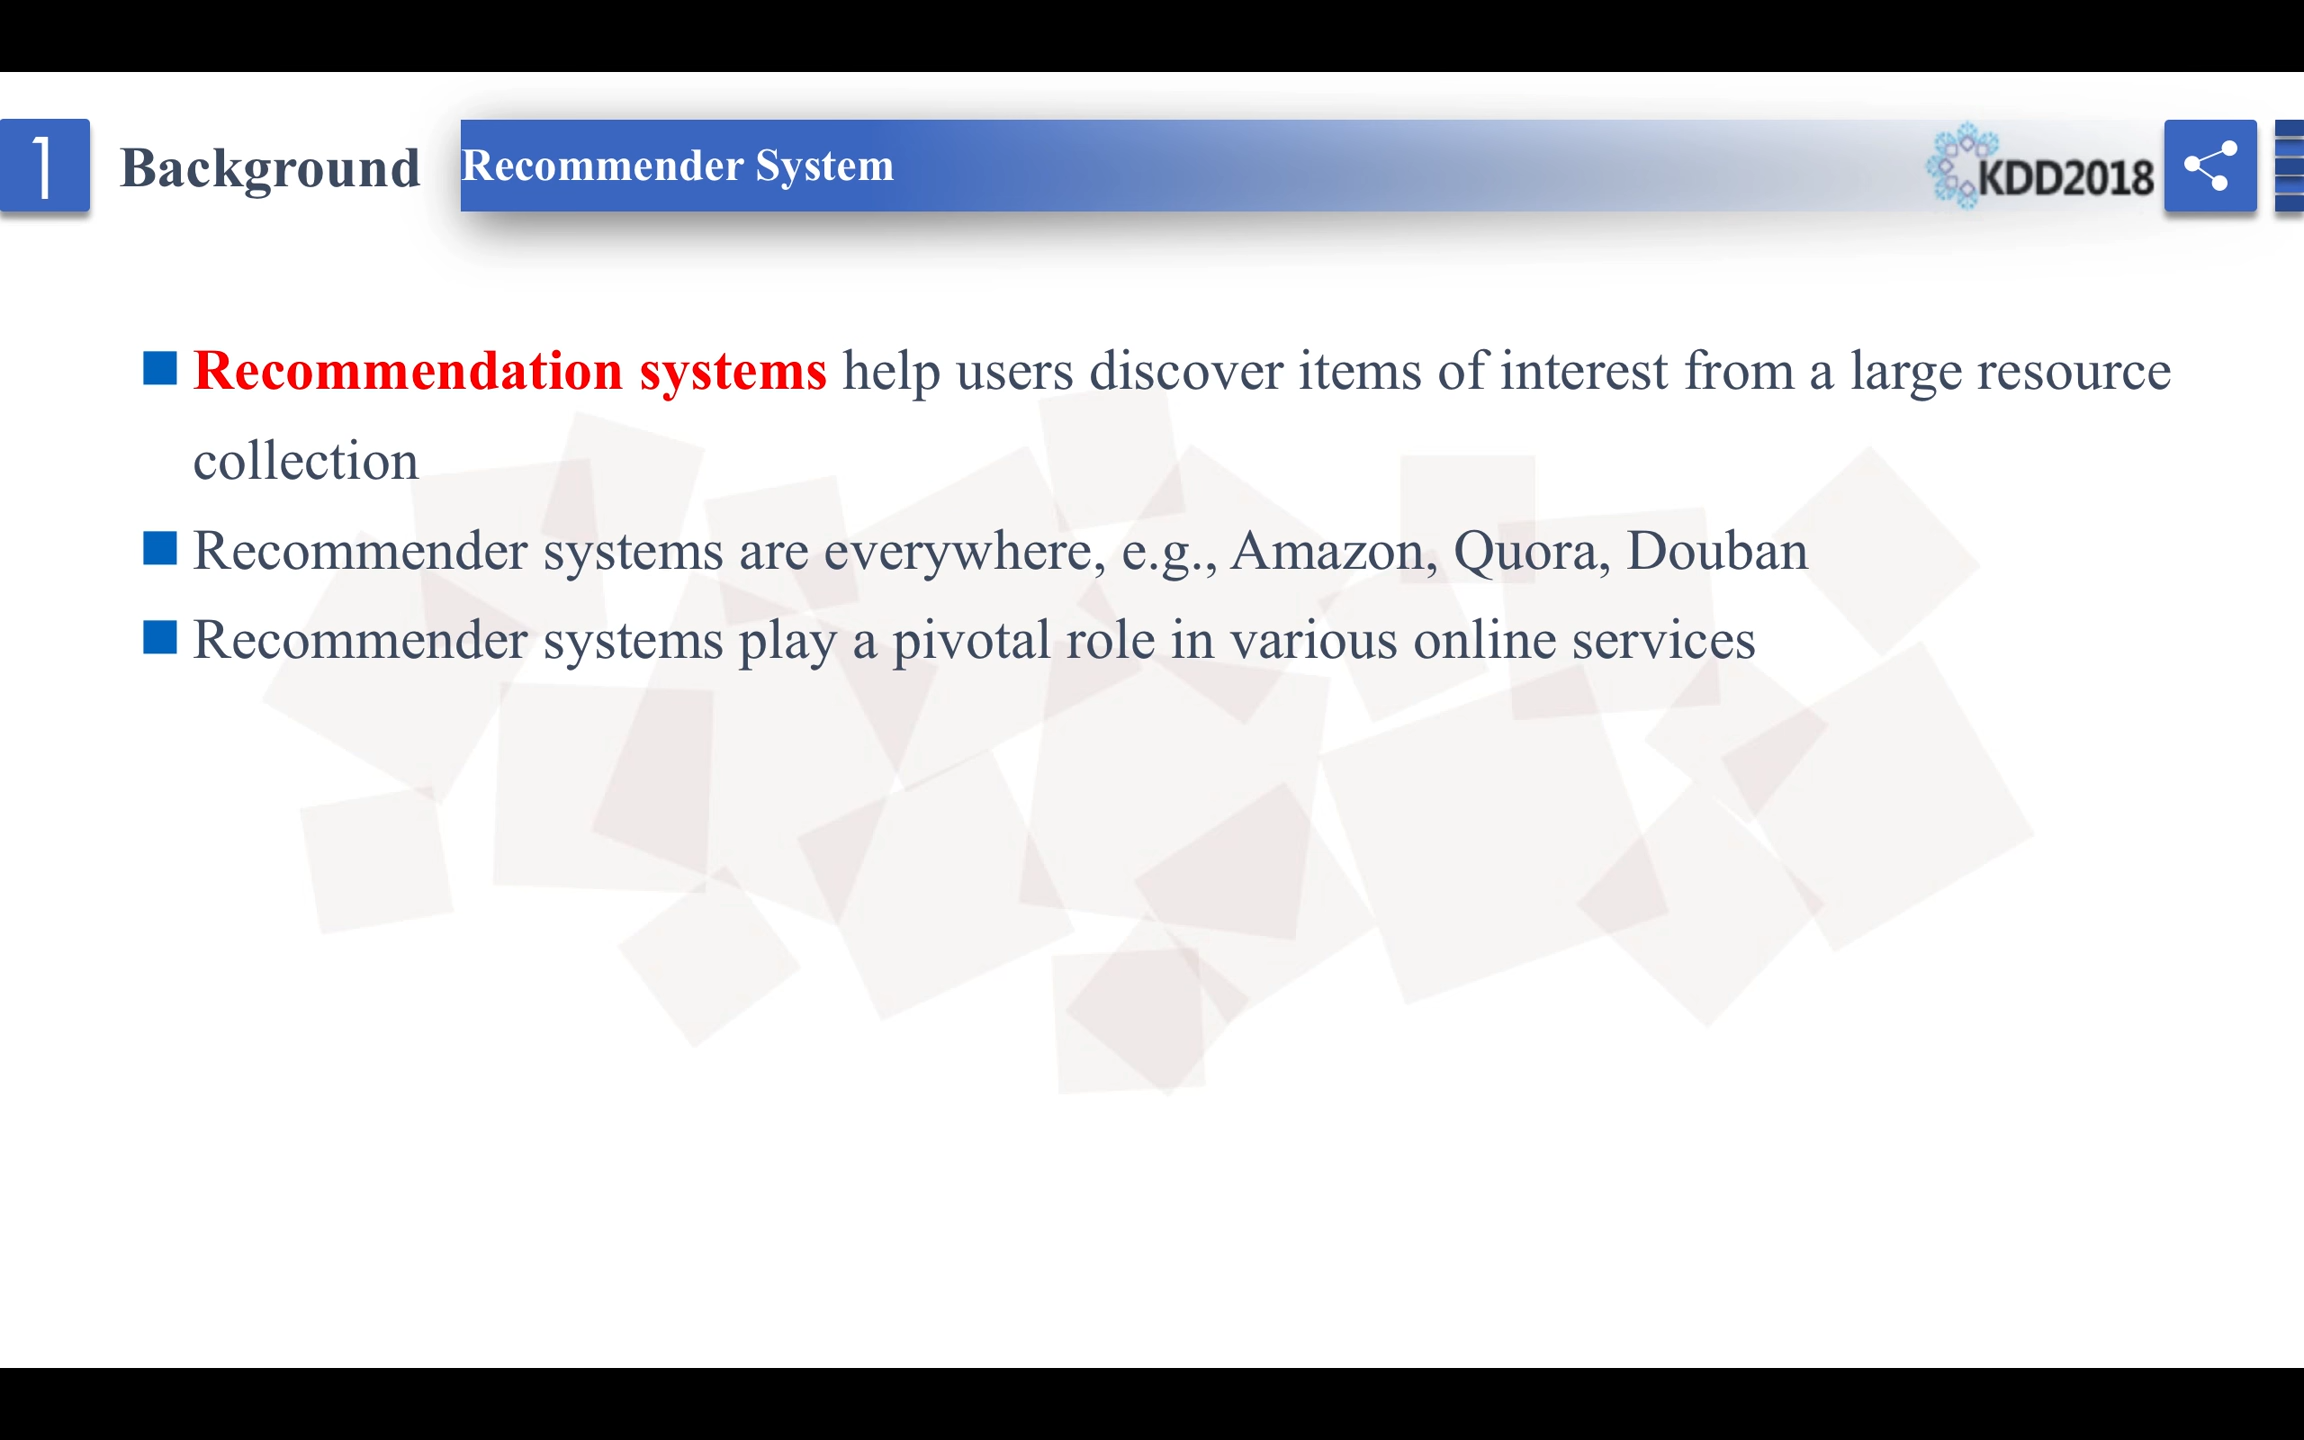 1 Background Recommender System KDD2018
Recommendation systems help users discover items of interest from a large resource
collection
Recommender systems are everywhere, e.g., Amazon, Quora, Douban
Recommender systems play a pivotal role in various online services